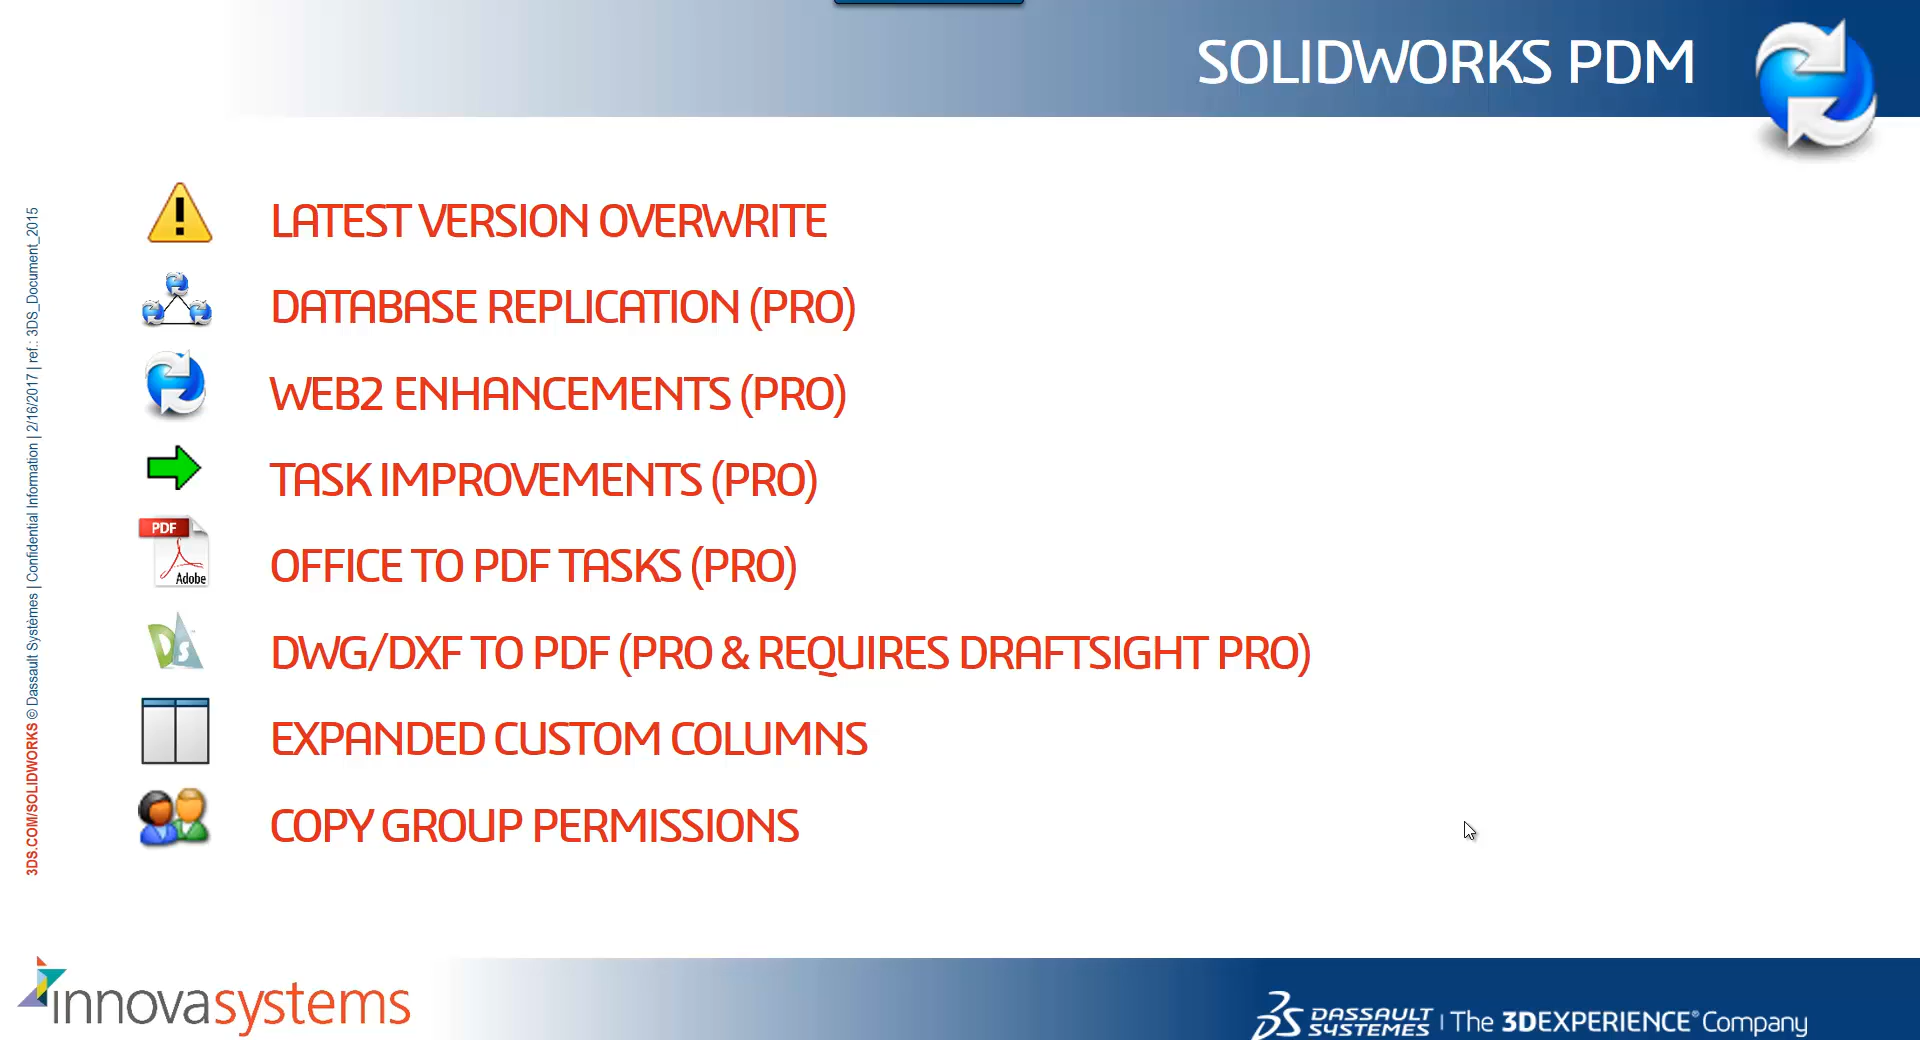 SOLIDWORKS PDM
LATEST VERSION OVERWRITE
DATABASE REPLICATION (PRO)
WEB2 ENHANCEMENTS (PRO)
TASK IMPROVEMENTS (PRO)
PDF
Adobe
OFFICE TO PDF TASKS (PRO)
DS
DWG/DXF TO PDF (PRO & REQUIRES DRAFTSIGHT PRO)
EXPANDED CUSTOM COLUMNS
COPY GROUP PERMISSIONS
3DS.COM/SOLIDWORKS © Dassault Systèmes | Confidential Information | 2/16/2017 | ref.: 3DS_Document_2015
innovasystems
DASSAULT SYSTEMES | The 3DEXPERIENCE® Company